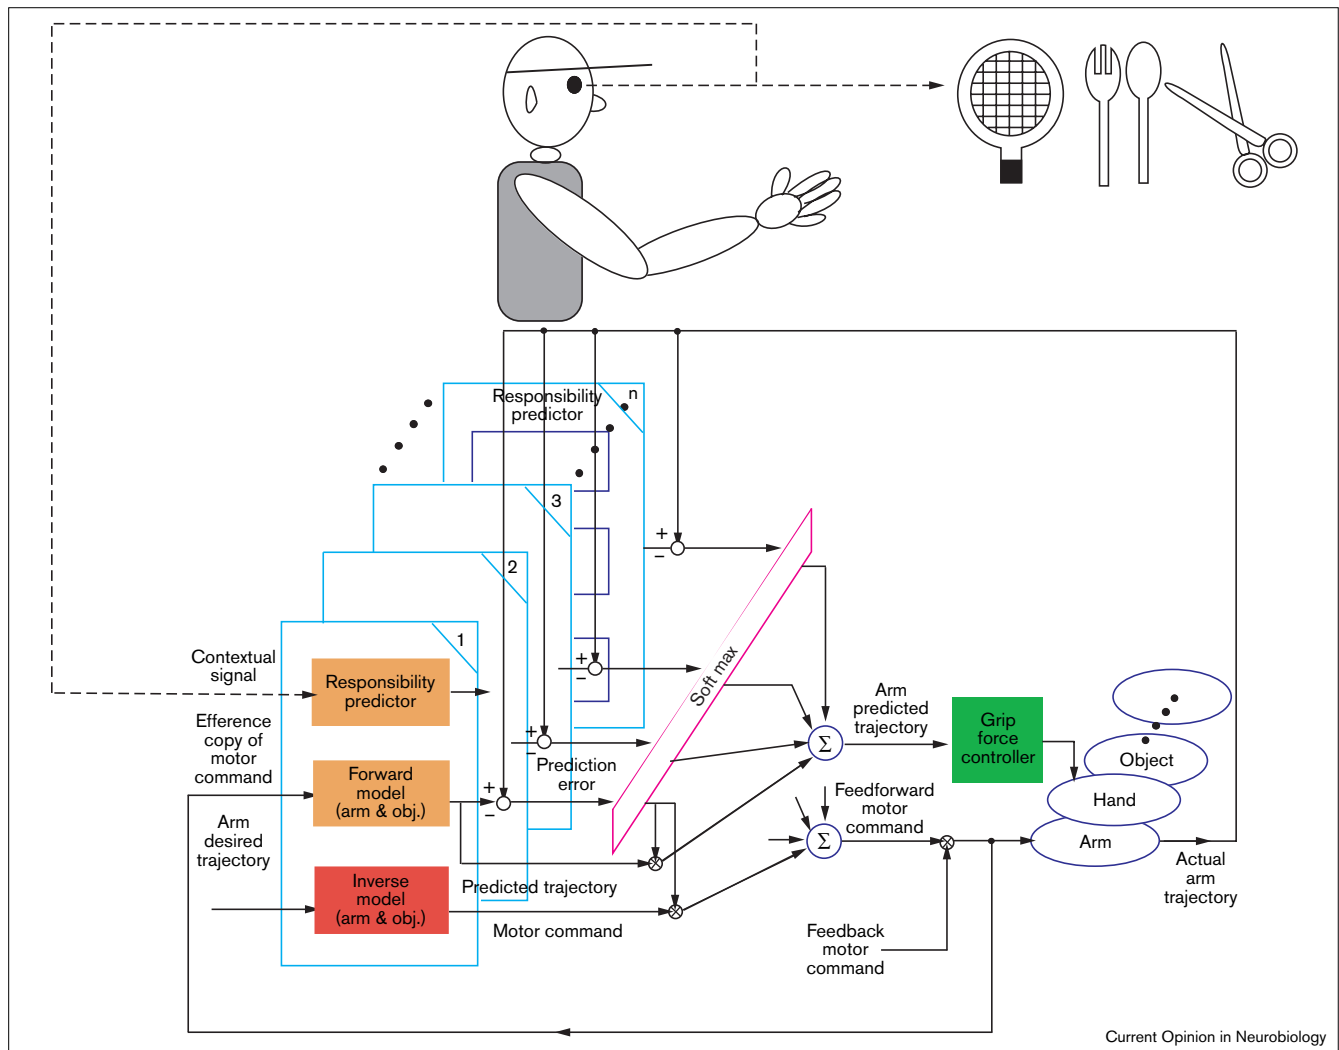 Responsibility
predictor
n
3
2
1
Contextual
signal
Responsibility
predictor
Efference
copy of
motor
command
Forward
model
(arm & obj.)
Arm
desired
trajectory
Inverse
model
(arm & obj.)
+
−
+
−
+
−
+
−
Prediction
error
Soft max
Predicted trajectory
Motor command
Arm
predicted
trajectory
Σ
Grip
force
controller
Feedforward
motor
command
Σ
Feedback
motor
command
Object
Hand
Arm
Actual
arm
trajectory
Current Opinion in Neurobiology